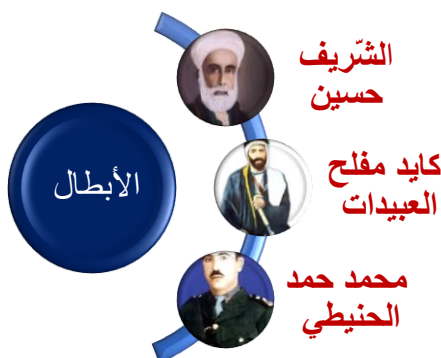 الشّريف
حسين
كايد مفلح
العبيدات
الأبطال
محمد حمد
الحنيطي